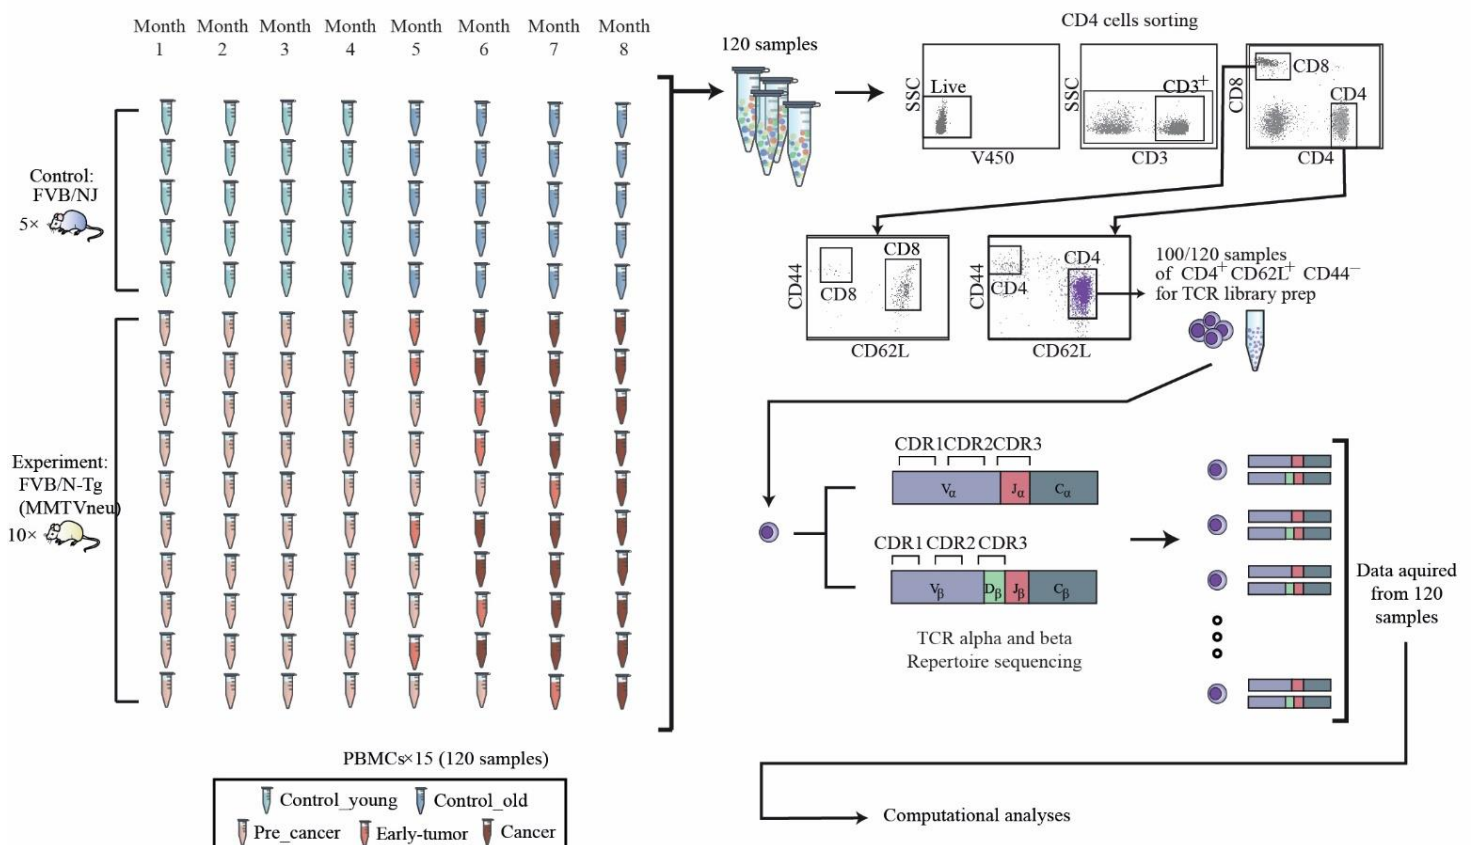 Month Month Month Month Month Month Month Month
1 2 3 4 5 6 7 8
Control:
FVB/NJ
5×
Experiment:
FVB/N-Tg
(MMTVneu)
10×
PBMCs×15 (120 samples)
Control_young Control_old
Pre_cancer Early-tumor Cancer
120 samples
CD4 cells sorting
SSC
Live
V450
SSC
CD3+
CD3
CD8
CD8
CD4
CD4
CD44
CD8
CD8
CD62L
CD44
CD4
CD4
CD62L
100/120 samples
of CD4+ CD62L+ CD44−
for TCR library prep
CDR1 CDR2 CDR3
Vα Jα Cα
CDR1 CDR2 CDR3
Vβ Dβ Jβ Cβ
TCR alpha and beta
Repertoire sequencing
Data aquired
from 120
samples
Computational analyses